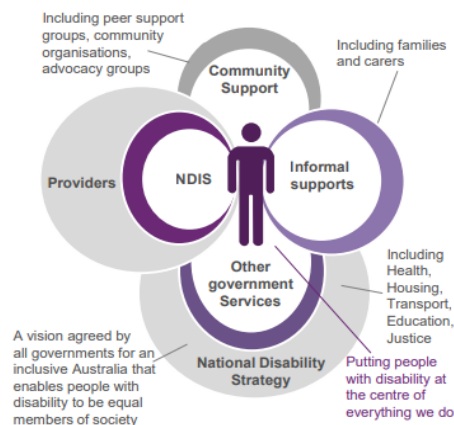 Including peer support
groups, community
organisations,
advocacy groups
Including families
and carers
Community
Support
Providers
NDIS
Informal
supports
Other
government
Services
Including
Health,
Housing,
Transport,
Education,
Justice
National Disability
Strategy
A vision agreed by
all governments for an
inclusive Australia that
enables people with
disability to be equal
members of society
Putting people
with disability at
the centre of
everything we do